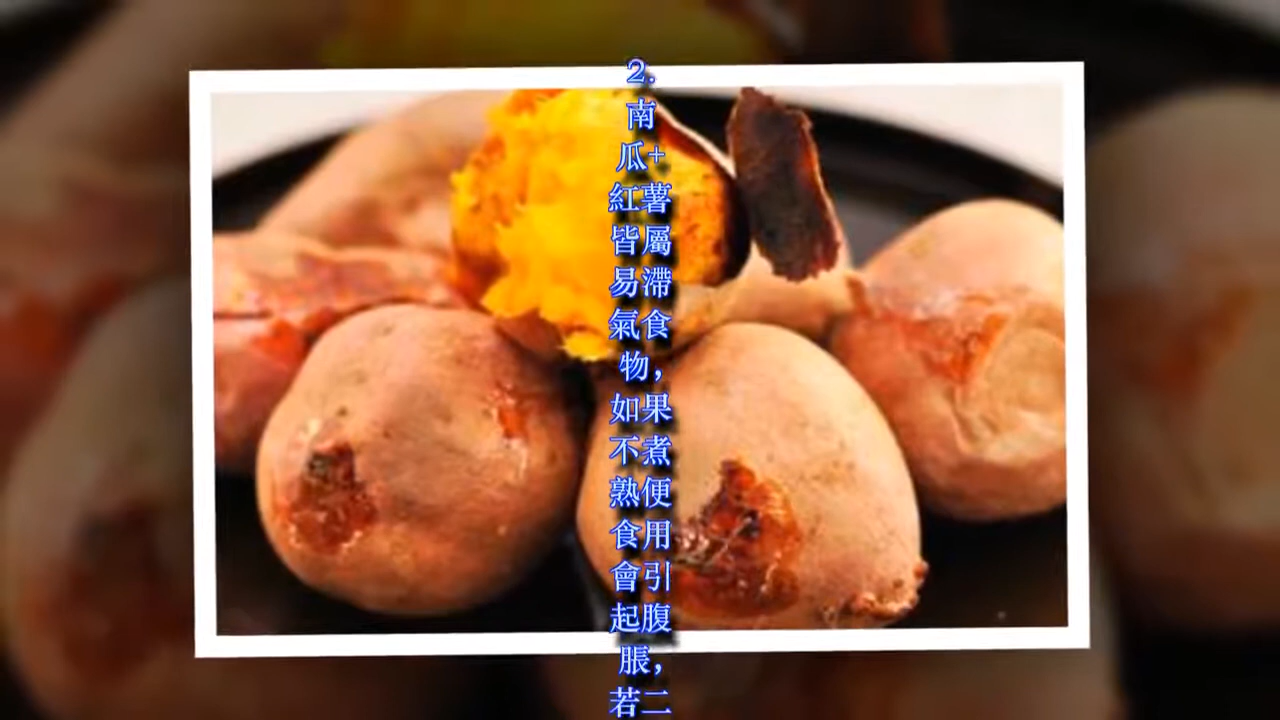 2.
南
瓜+
紅薯
皆屬
易滯
氣食
物，
如果
不煮
熟便
食用
會引
起腹
脹，
若二